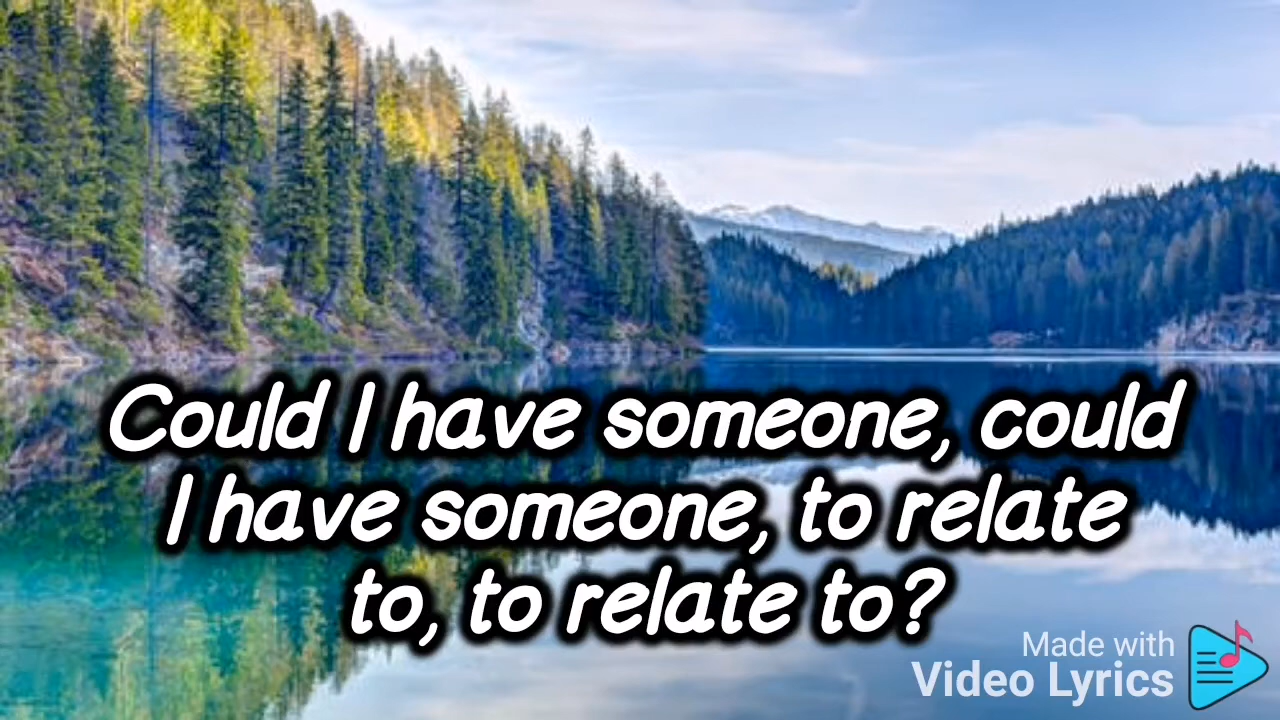 Could I have someone, could
I have someone, to relate
to, to relate to?
Made with
Video Lyrics